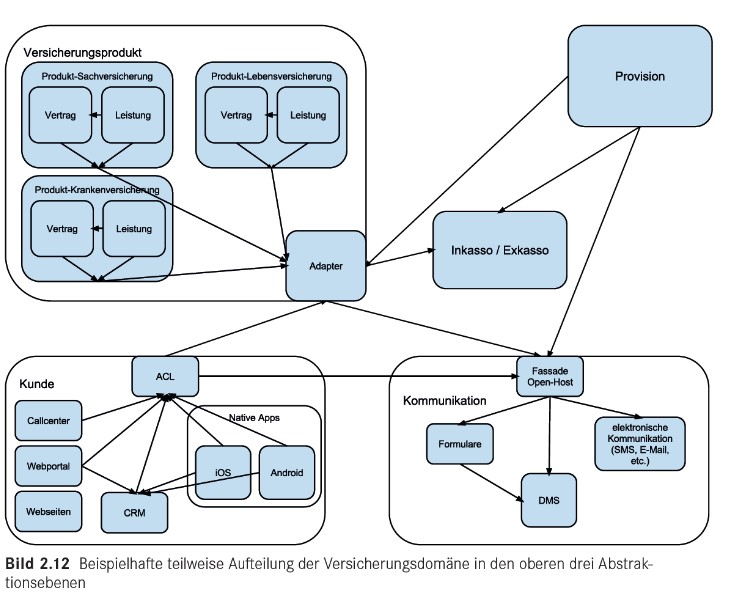 Versicherungsprodukt
Produkt-Sachversicherung
Vertrag
Leistung
Produkt-Lebensversicherung
Vertrag
Leistung
Produkt-Krankenversicherung
Vertrag
Leistung
Adapter
Provision
Inkasso / Exkasso
Kunde
ACL
Callcenter
Webportal
Webseiten
CRM
Native Apps
iOS
Android
Kommunikation
Fassade
Open-Host
Formulare
elektronische
Kommunikation
(SMS, E-Mail,
etc.)
DMS
Bild 2.12 Beispielhafte teilweise Aufteilung der Versicherungsdomäne in den oberen drei Abstrak-
tionsebenen